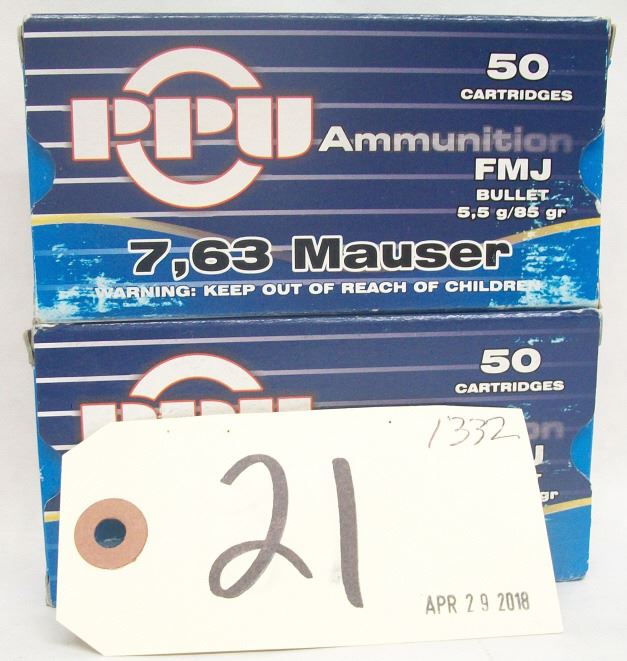 50
CARTRIDGES
PPU Ammunition
FMJ
BULLET
5,5 g/85 gr
7,63 Mauser
WARNING: KEEP OUT OF REACH OF CHILDREN
50
CARTRIDGES
1332
21
APR 29 2018